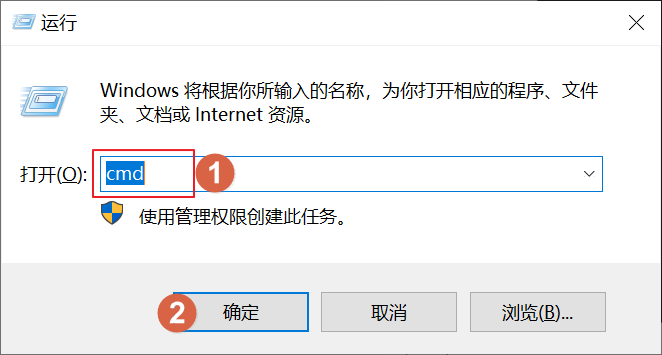 运行
Windows 将根据你所输入的名称，为你打开相应的程序、文件
夹、文档或 Internet 资源。
打开(O): cmd 1
使用管理权限创建此任务。
2 确定 取消 浏览(B)...